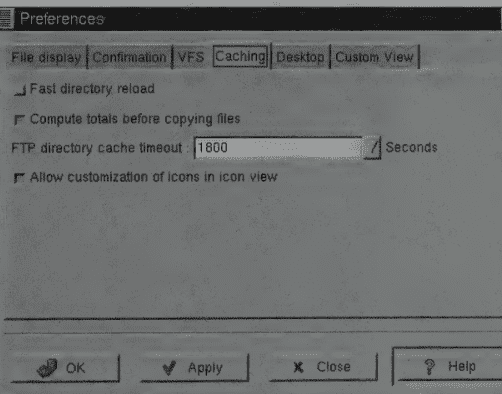 Preferences
File display Confirmation VFS Caching Desktop Custom View
Fast directory reload
Compute totals before copying files
FTP directory cache timeout : 1800 Seconds
Allow customization of icons in icon view
OK Apply Close Help